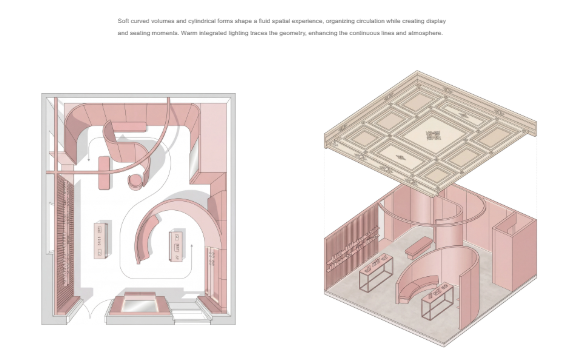 Soft curved volumes and cylindrical forms shape a fluid spatial experience, organizing circulation while creating display
and seating moments. Warm integrated lighting traces the geometry, enhancing the continuous lines and atmosphere.